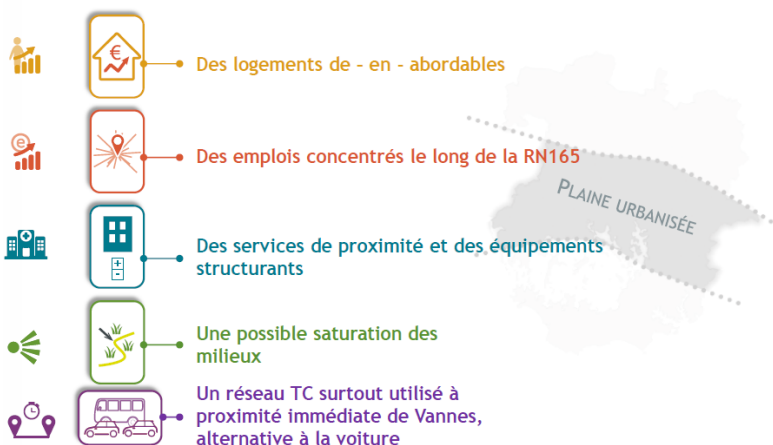 Des logements de - en - abordables
Des emplois concentrés le long de la RN165
PLAINE URBANISÉE
Des services de proximité et des équipements
structurants
Une possible saturation des
milieux
Un réseau TC surtout utilisé à
proximité immédiate de Vannes,
alternative à la voiture